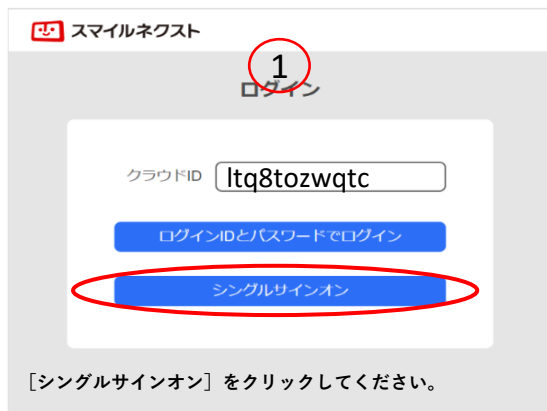 スマイルネクスト
1
ログイン
クラウドID ltq8tozwqtc
ログインIDとパスワードでログイン
シングルサインオン
［シングルサインオン］をクリックしてください。